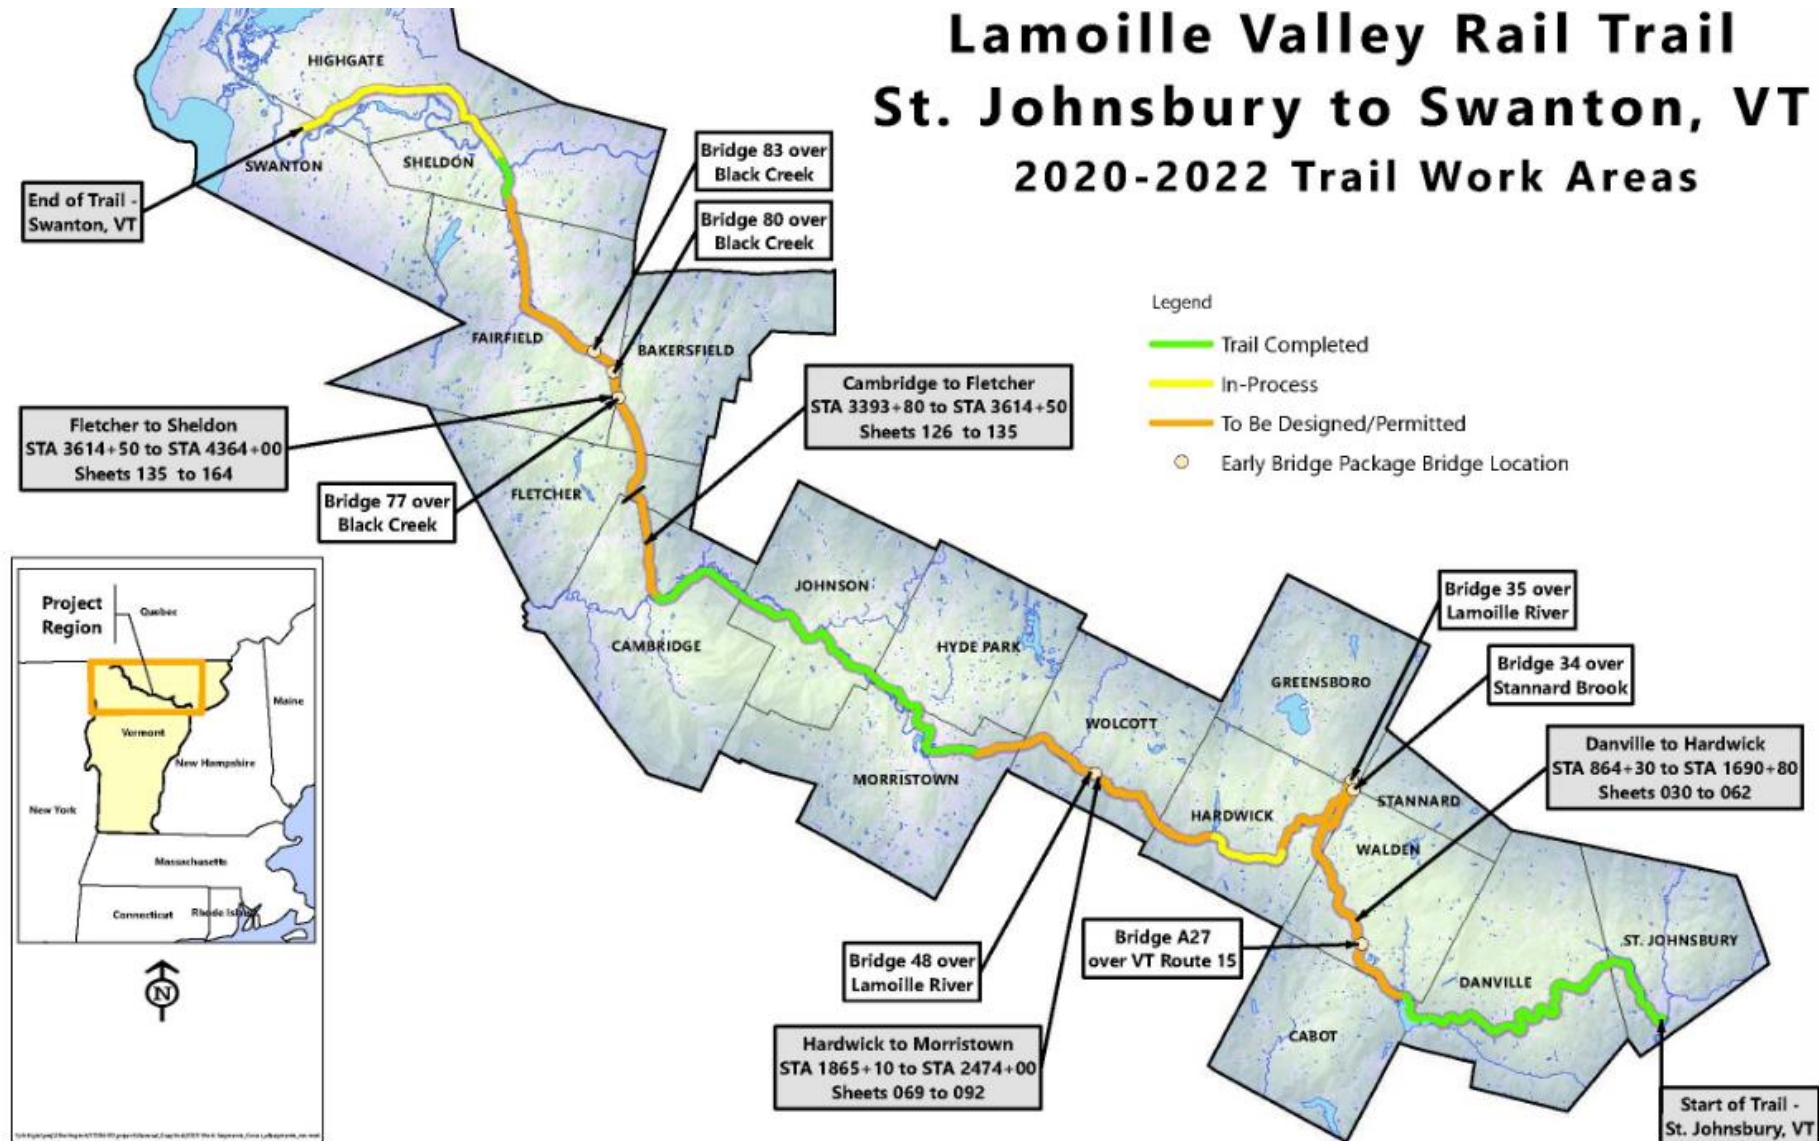 Lamoille Valley Rail Trail
St. Johnsbury to Swanton, VT
2020-2022 Trail Work Areas
HIGHGATE
SWANTON
SHELDON
End of Trail -
Swanton, VT
Bridge 83 over
Black Creek
Bridge 80 over
Black Creek
FAIRFIELD
BAKERSFIELD
Legend
Trail Completed
In-Process
To Be Designed/Permitted
Early Bridge Package Bridge Location
Fletcher to Sheldon
STA 3614+50 to STA 4364+00
Sheets 135 to 164
Cambridge to Fletcher
STA 3393+80 to STA 3614+50
Sheets 126 to 135
Bridge 77 over
Black Creek
FLETCHER
CAMBRIDGE
JOHNSON
HYDE PARK
MORRISTOWN
WOLCOTT
GREENSBORO
HARDWICK
STANNARD
WALDEN
DANVILLE
ST. JOHNSBURY
CABOT
Bridge 35 over
Lamoille River
Bridge 34 over
Stannard Brook
Danville to Hardwick
STA 864+30 to STA 1690+80
Sheets 030 to 062
Bridge 48 over
Lamoille River
Bridge A27
over VT Route 15
Hardwick to Morristown
STA 1865+10 to STA 2474+00
Sheets 069 to 092
Start of Trail -
St. Johnsbury, VT
Project
Region
Quebec
Maine
Vermont
New Hampshire
New York
Massachusetts
Connecticut
Rhode Island
N